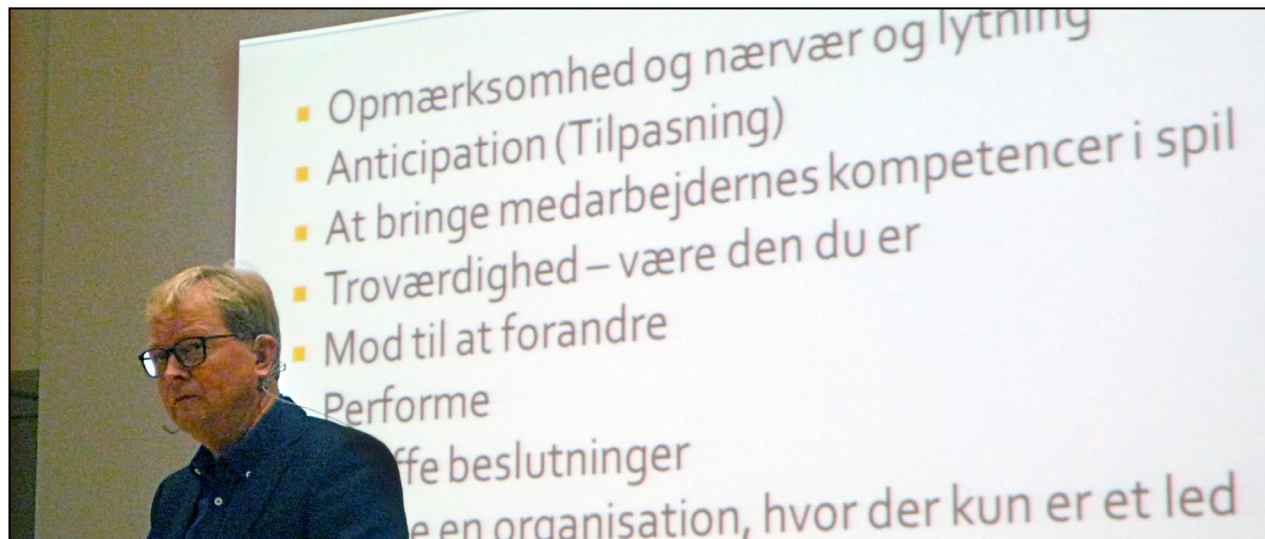 Opmærksomhed og nærvær og lytning
Anticipation (Tilpasning)
At bringe medarbejdernes kompetencer i spil
Troværdighed – være den du er
Mod til at forandre
Performe
beslutninger
en organisation, hvor der kun er et led